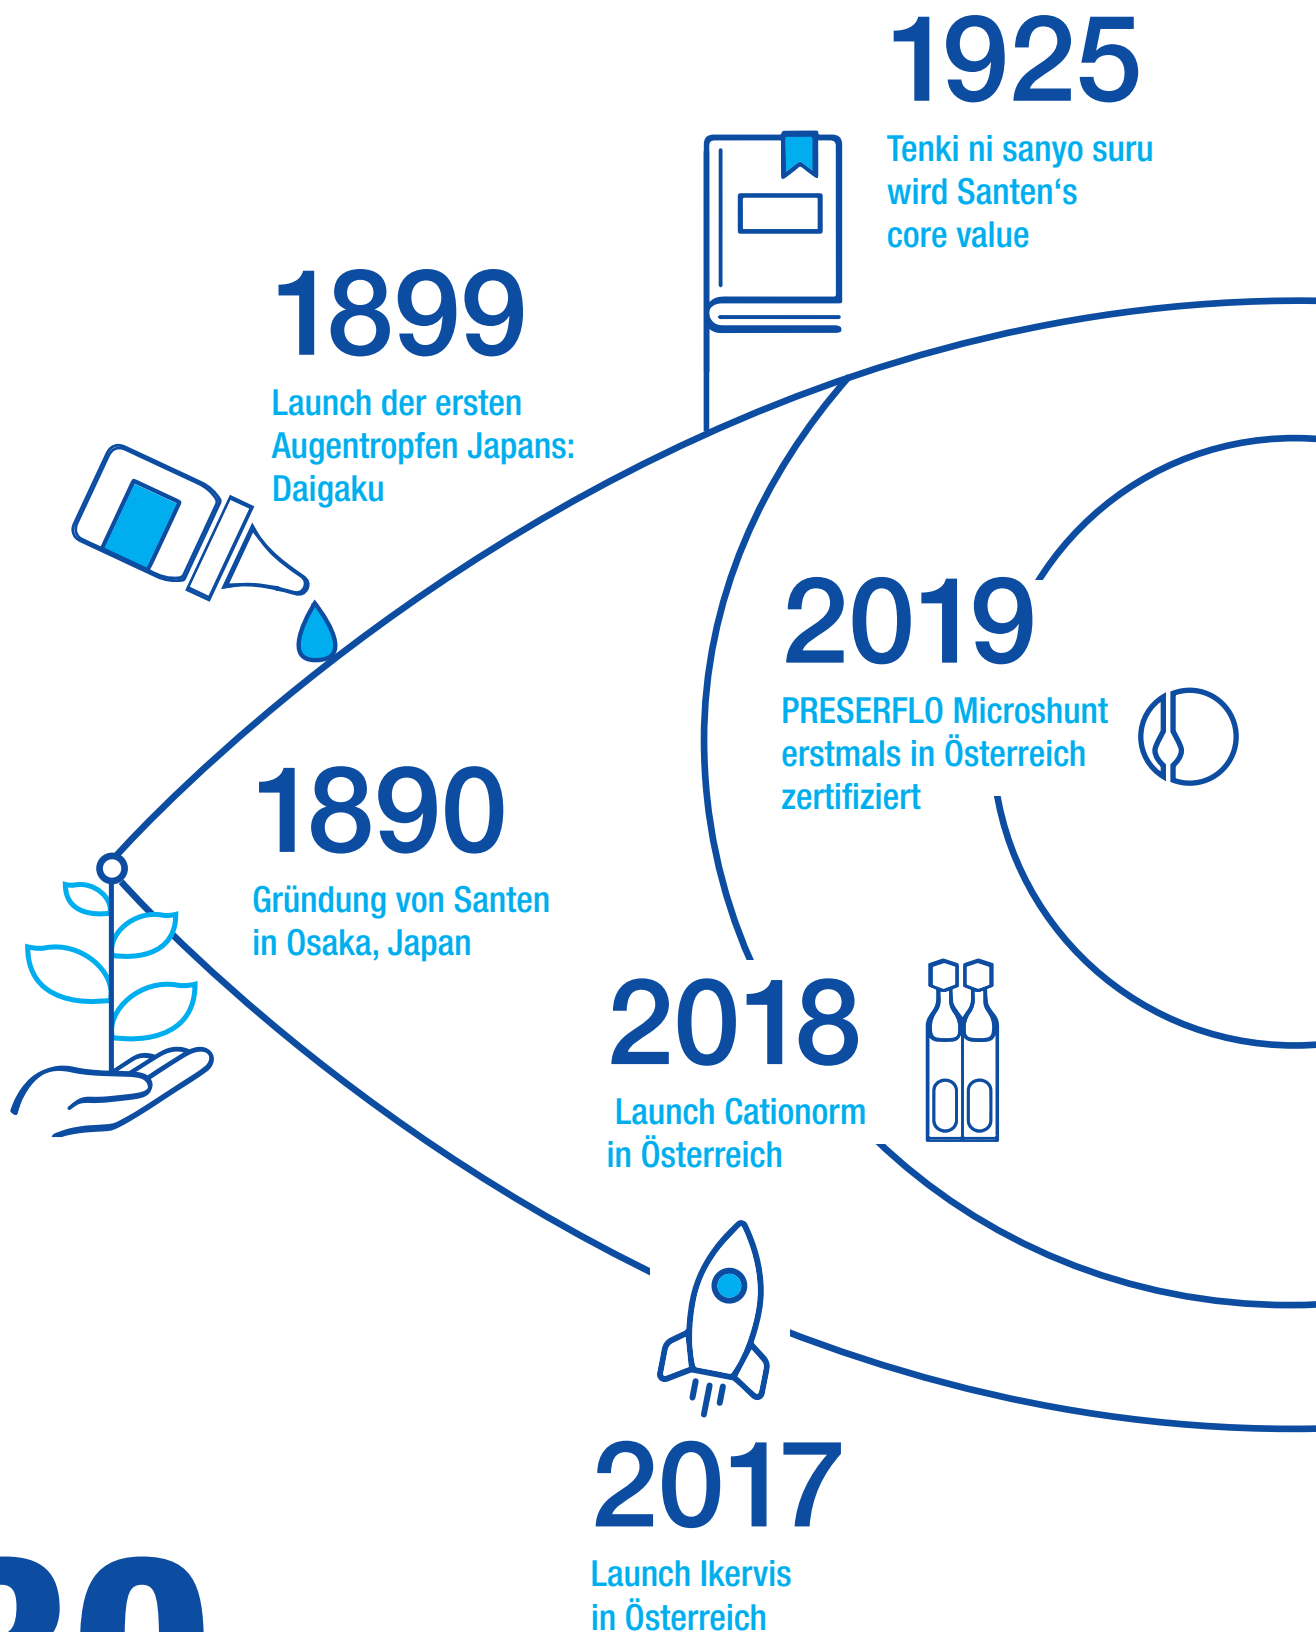 1925
Tenki ni sanyo suru
wird Santen‘s
core value
1899
Launch der ersten
Augentropfen Japans:
Daigaku
2019
PRESERFLO Microshunt
erstmals in Österreich
zertifiziert
1890
Gründung von Santen
in Osaka, Japan
2018
Launch Cationorm
in Österreich
2017
Launch Ikervis
in Österreich